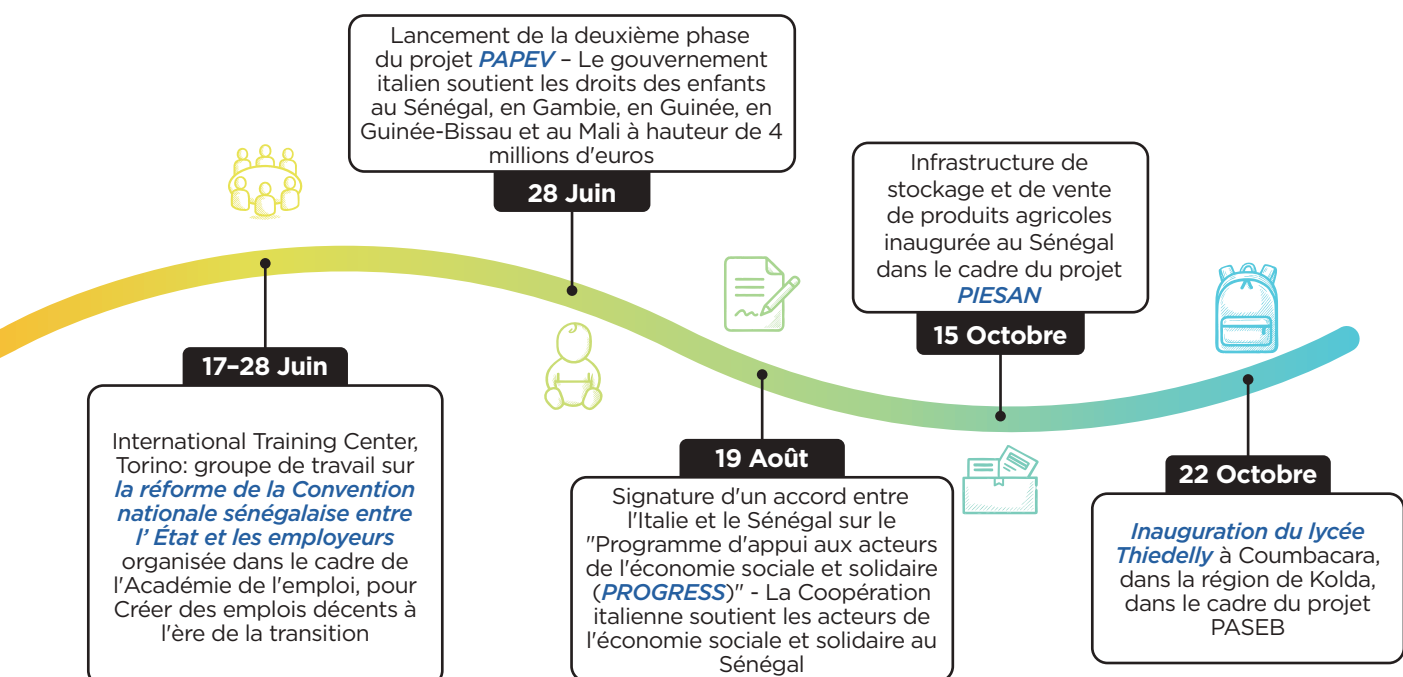 17–28 Juin
International Training Center,
Torino: groupe de travail sur
la réforme de la Convention
nationale sénégalaise entre
l' État et les employeurs
organisée dans le cadre de
l'Académie de l'emploi, pour
Créer des emplois décents à
l'ère de la transition
Lancement de la deuxième phase
du projet PAPEV – Le gouvernement
italien soutient les droits des enfants
au Sénégal, en Gambie, en Guinée, en
Guinée-Bissau et au Mali à hauteur de 4
millions d'euros
28 Juin
19 Août
Signature d'un accord entre
l'Italie et le Sénégal sur le
"Programme d'appui aux acteurs
de l'économie sociale et solidaire
(PROGRESS)" - La Coopération
italienne soutient les acteurs de
l'économie sociale et solidaire au
Sénégal
Infrastructure de
stockage et de vente
de produits agricoles
inaugurée au Sénégal
dans le cadre du projet
PIESAN
15 Octobre
22 Octobre
Inauguration du lycée
Thiedelly à Coumbacara,
dans la région de Kolda,
dans le cadre du projet
PASEB